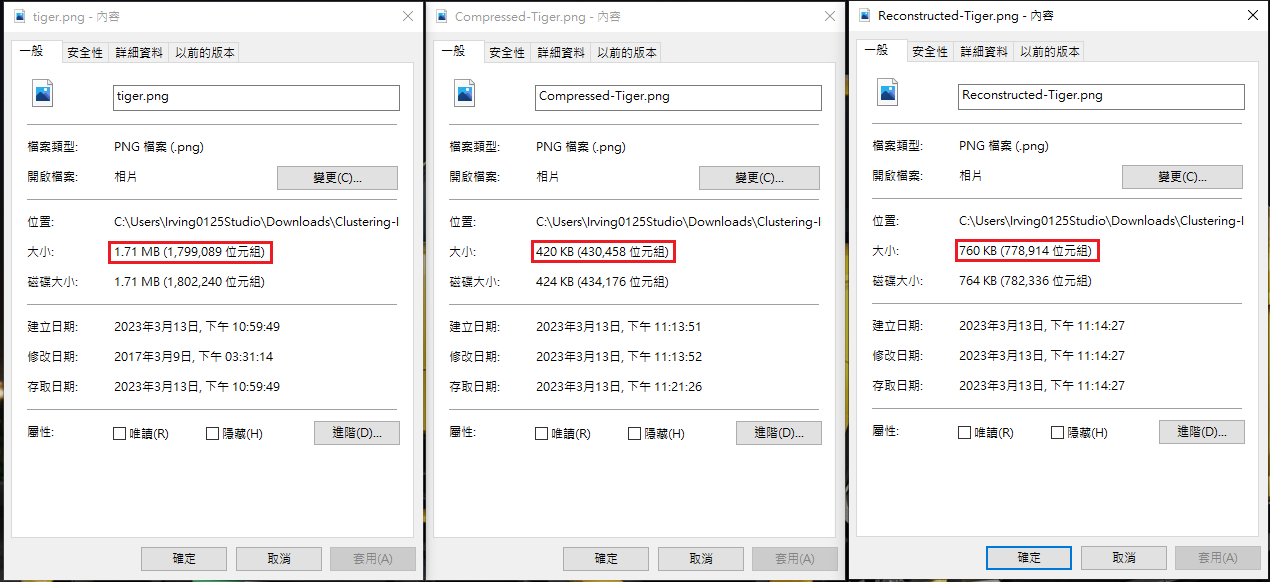 tiger.png - 內容
一般 安全性 詳細資料 以前的版本
tiger.png
檔案類型: PNG 檔案 (.png)
開啟檔案: 相片 變更(C)...
位置: C:\Users\Irving0125Studio\Downloads\Clustering-I
大小: 1.71 MB (1,799,089 位元組)
磁碟大小: 1.71 MB (1,802,240 位元組)
建立日期: 2023年3月13日, 下午 10:59:49
修改日期: 2017年3月9日, 下午 03:31:14
存取日期: 2023年3月13日, 下午 10:59:49
屬性: 唯讀(R) 隱藏(H) 進階(D)...
確定 取消 套用(A)
Compressed-Tiger.png - 內容
一般 安全性 詳細資料 以前的版本
Compressed-Tiger.png
檔案類型: PNG 檔案 (.png)
開啟檔案: 相片 變更(C)...
位置: C:\Users\Irving0125Studio\Downloads\Clustering-I
大小: 420 KB (430,458 位元組)
磁碟大小: 424 KB (434,176 位元組)
建立日期: 2023年3月13日, 下午 11:13:51
修改日期: 2023年3月13日, 下午 11:13:52
存取日期: 2023年3月13日, 下午 11:21:26
屬性: 唯讀(R) 隱藏(H) 進階(D)...
確定 取消 套用(A)
Reconstructed-Tiger.png - 內容
一般 安全性 詳細資料 以前的版本
Reconstructed-Tiger.png
檔案類型: PNG 檔案 (.png)
開啟檔案: 相片 變更(C)...
位置: C:\Users\Irving0125Studio\Downloads\Clustering-I
大小: 760 KB (778,914 位元組)
磁碟大小: 764 KB (782,336 位元組)
建立日期: 2023年3月13日, 下午 11:14:27
修改日期: 2023年3月13日, 下午 11:14:27
存取日期: 2023年3月13日, 下午 11:14:27
屬性: 唯讀(R) 隱藏(H) 進階(D)...
確定 取消 套用(A)